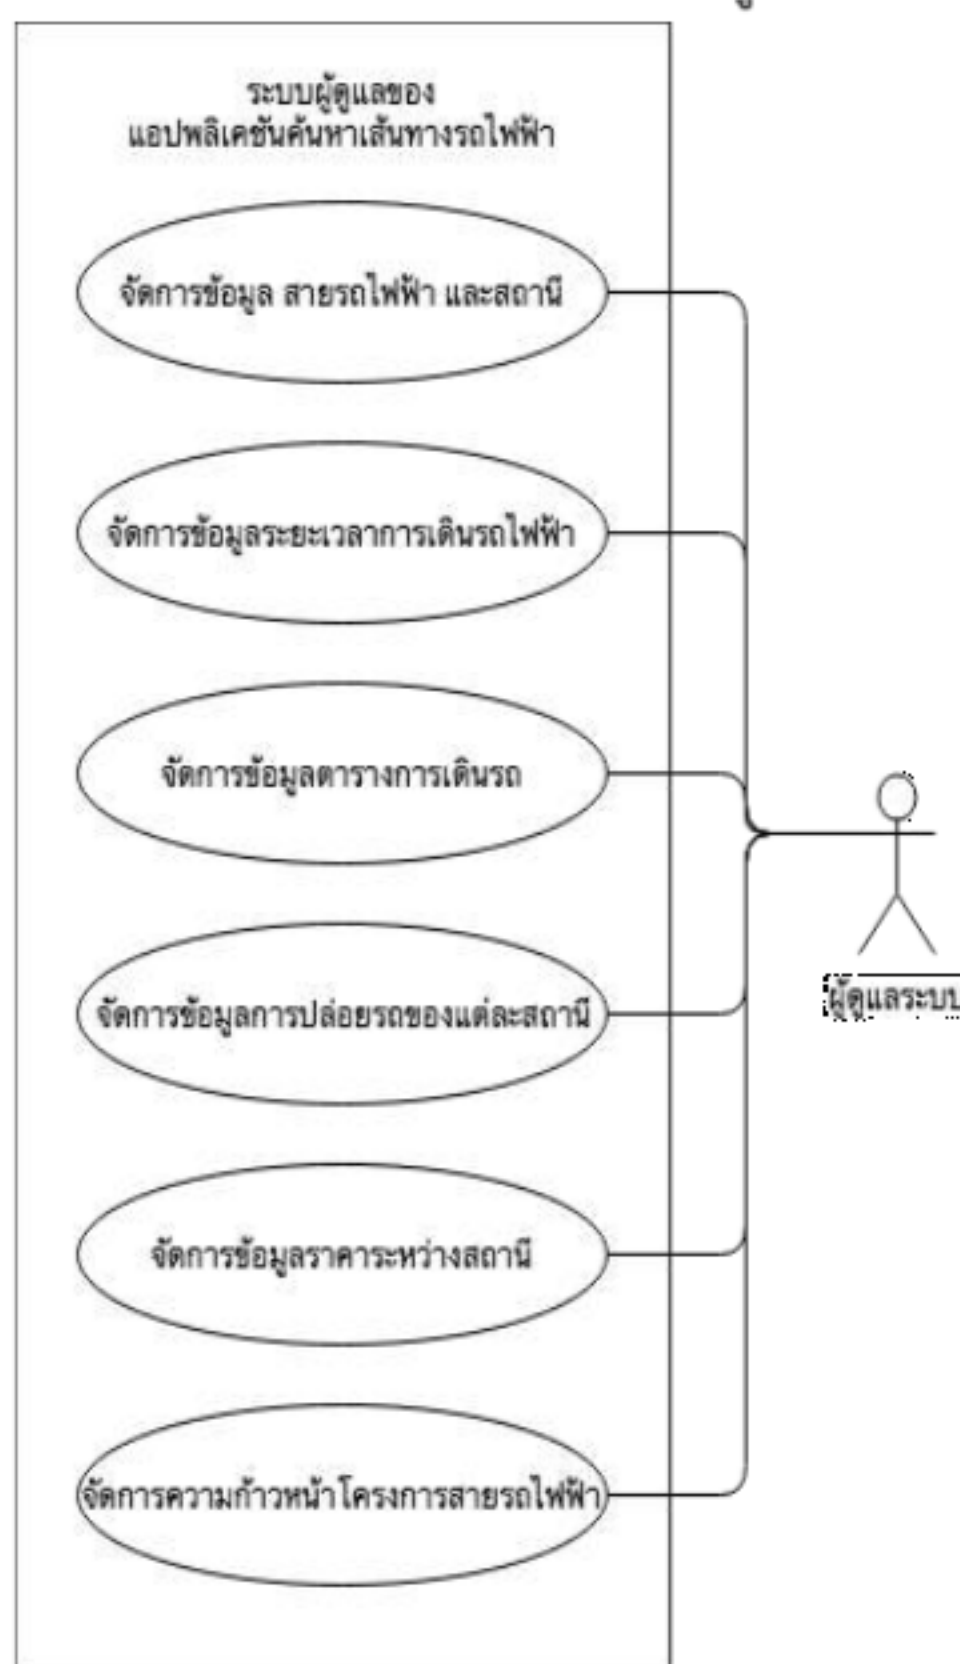 ระบบผู้ดูแลของ
แอปพลิเคชันค้นหาเส้นทางรถไฟฟ้า
จัดการข้อมูล สายรถไฟฟ้า และสถานี
จัดการข้อมูลระยะเวลาการเดินรถไฟฟ้า
จัดการข้อมูลตารางการเดินรถ
จัดการข้อมูลการปล่อยรถของแต่ละสถานี
จัดการข้อมูลราคาระหว่างสถานี
จัดการความก้าวหน้าโครงการสายรถไฟฟ้า
ผู้ดูแลระบบ